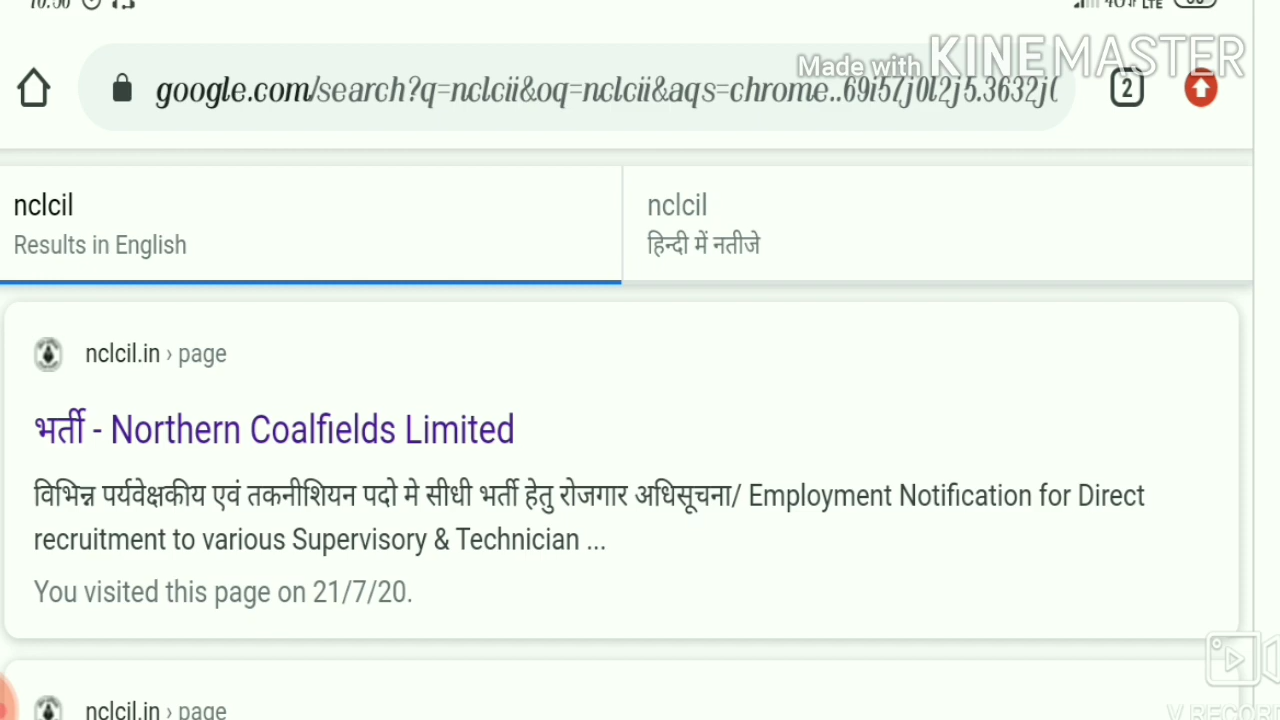 Made with KINEMASTER
google.com/search?q=nclcii&oq=nclcii&aqs=chrome..69i57j0l2j5.3632j(
2
nclcil
Results in English
nclcil
हिन्दी में नतीजे
nclcil.in › page
भर्ती - Northern Coalfields Limited
विभिन्न पर्यवेक्षकीय एवं तकनीशियन पदो मे सीधी भर्ती हेतु रोजगार अधिसूचना/ Employment Notification for Direct
recruitment to various Supervisory & Technician ...
You visited this page on 21/7/20.
nclcil.in › page